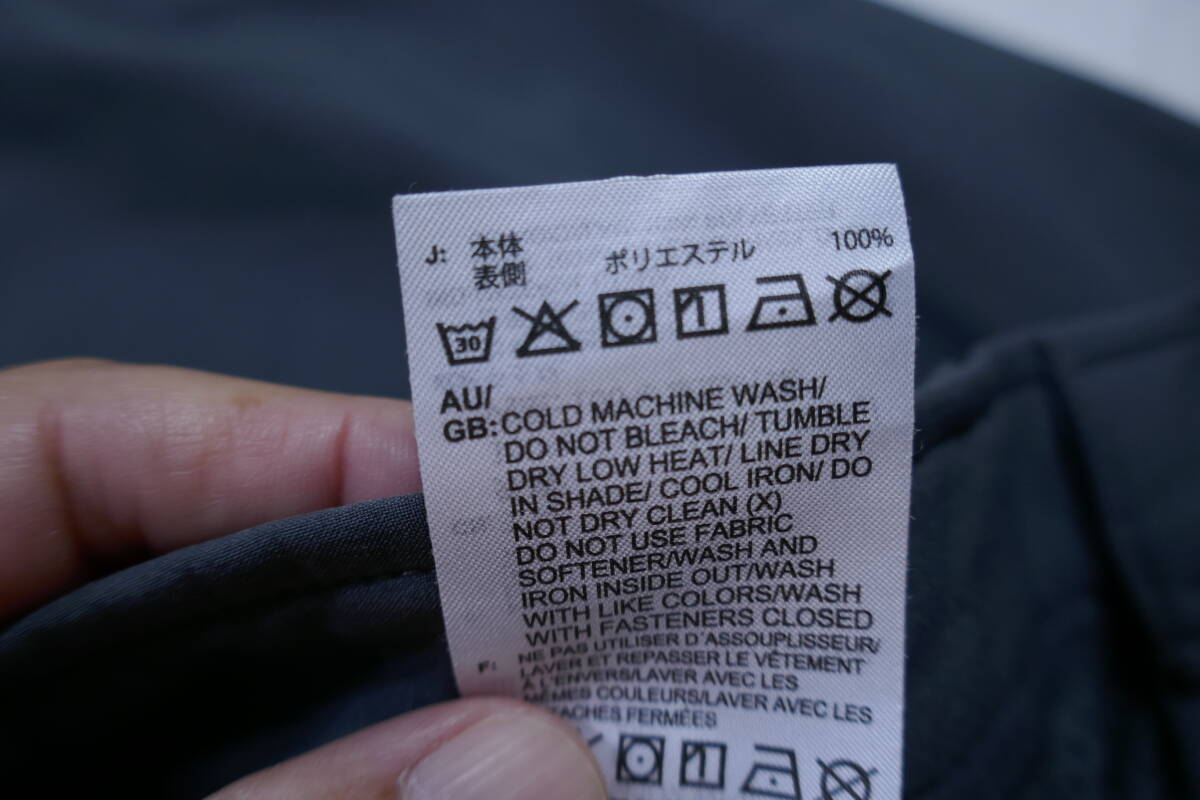 J: 本体 ポリエステル 100%
表側
30
AU/
GB: COLD MACHINE WASH/
DO NOT BLEACH/ TUMBLE
DRY LOW HEAT/ LINE DRY
IN SHADE/ COOL IRON/ DO
NOT DRY CLEAN (X)
DO NOT USE FABRIC
SOFTENER/WASH AND
IRON INSIDE OUT/WASH
WITH LIKE COLORS/WASH
WITH FASTENERS CLOSED
F: NE PAS UTILISER D'ASSOUPLISSEUR/
LAVER ET REPASSER LE VÊTEMENT
L'ENVERS/LAVER AVEC LES
MÊMES COULEURS/LAVER AVEC LES
FERMÉES